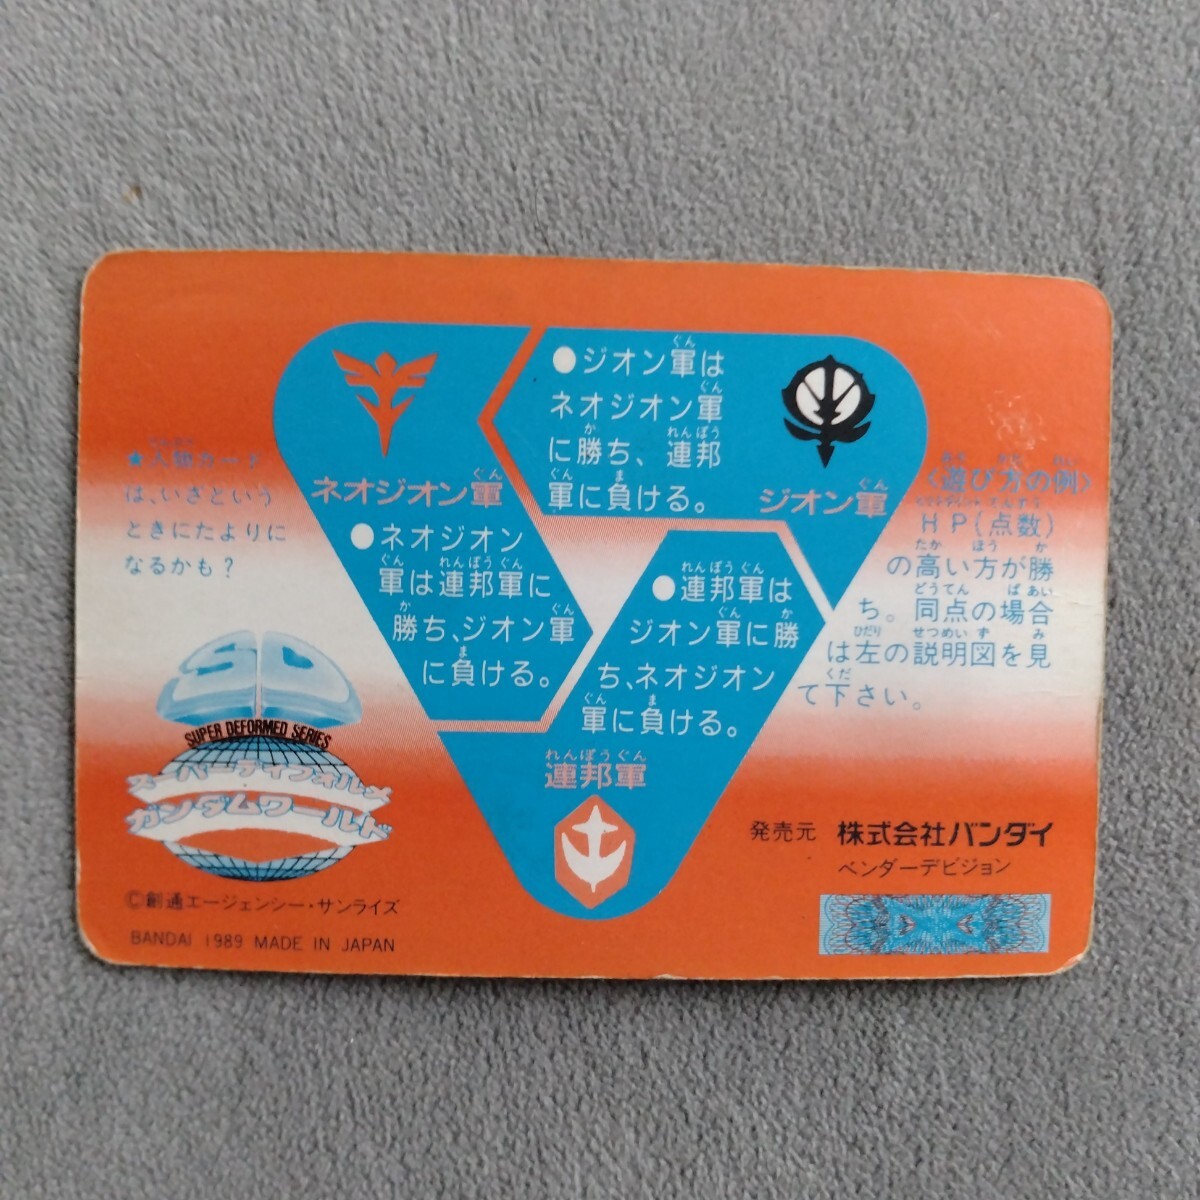 ●ジオン軍は
ネオジオン軍
に勝ち、連邦
軍に負ける。
ネオジオン軍
ジオン軍
●ネオジオン
軍は連邦軍に
勝ち、ジオン軍
に負ける。
●連邦軍は
ジオン軍に勝
ち、ネオジオン
軍に負ける。
連邦軍
★人物カード
は、いざという
ときにたよりに
なるかも？
〈遊び方の例〉
HP(点数)
の高い方が勝
ち。同点の場合
は左の説明図を見
て下さい。
SD
SUPER DEFORMED SERIES
スーパーディフォルメ
ガンダムワールド
©創通エージェンシー・サンライズ
BANDAI 1989 MADE IN JAPAN
発売元 株式会社バンダイ
ベンダーデビジョン